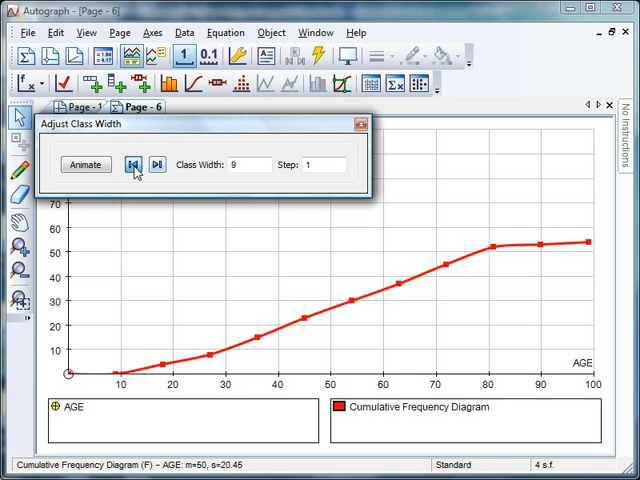 Autograph - [Page - 6]
File Edit View Page Axes Data Equation Object Window Help
Page - 1 Page - 6
No Instructions
Adjust Class Width
Animate Class Width: 9 Step: 1
70
60
50
40
30
20
10
AGE
10 20 30 40 50 60 70 80 90 100
AGE
Cumulative Frequency Diagram
Cumulative Frequency Diagram (F) – AGE: m=50, s=20.45 Standard 4 s.f.